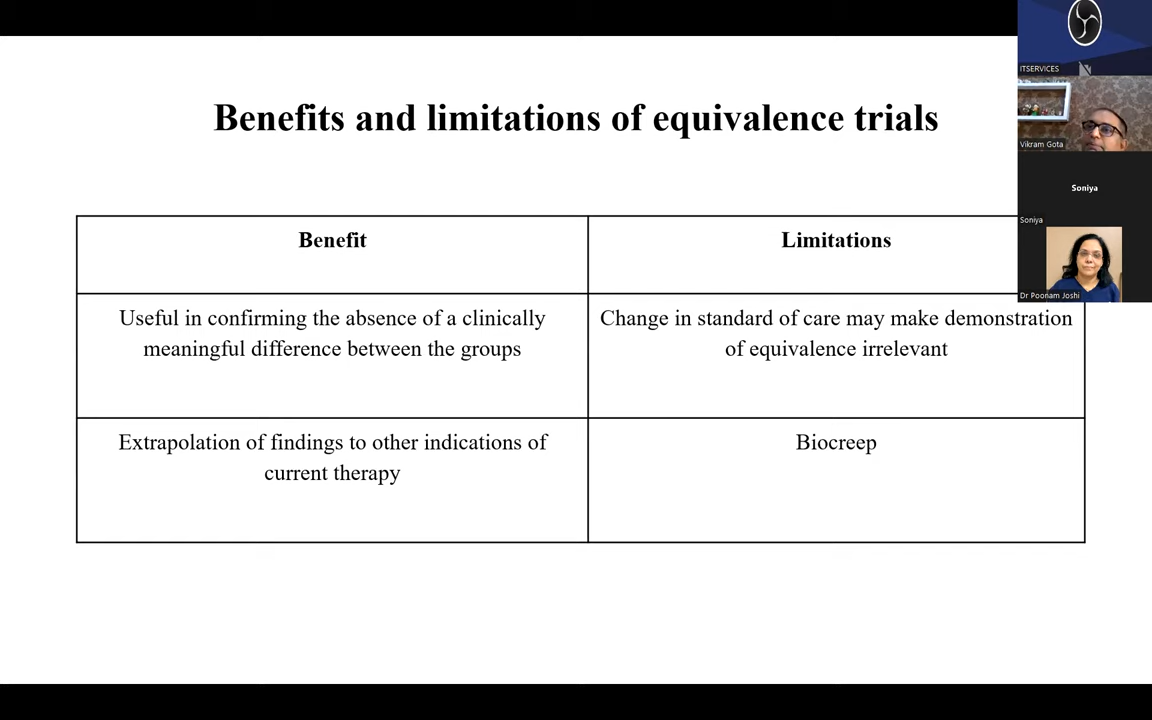 Benefits and limitations of equivalence trials
Benefit
Limitations
Useful in confirming the absence of a clinically
meaningful difference between the groups
Change in standard of care may make demonstration
of equivalence irrelevant
Extrapolation of findings to other indications of
current therapy
Biocreep
ITSERVICES
Vikram Gota
Soniya
Soniya
Dr Poonam Joshi